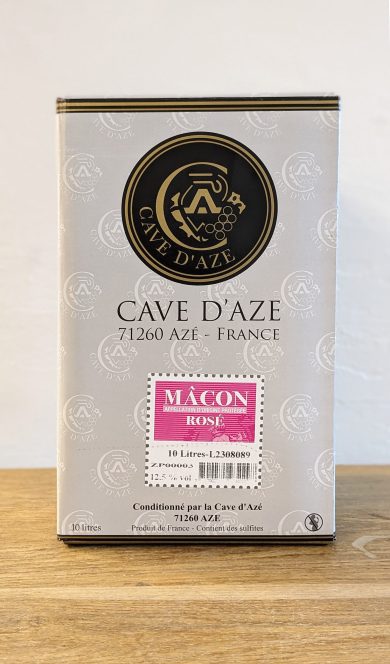 CAVE D'AZE
CAVE D'AZE
71260 AZÉ - FRANCE
MÂCON
APPELLATION D'ORIGINE PROTÉGÉE
ROSÉ
10 Litres-L2308089
ZP00003
12.5 % vol
Conditionné par la Cave d'Azé
71260 AZE
10 litres
Produit de France - Contient des sulfites